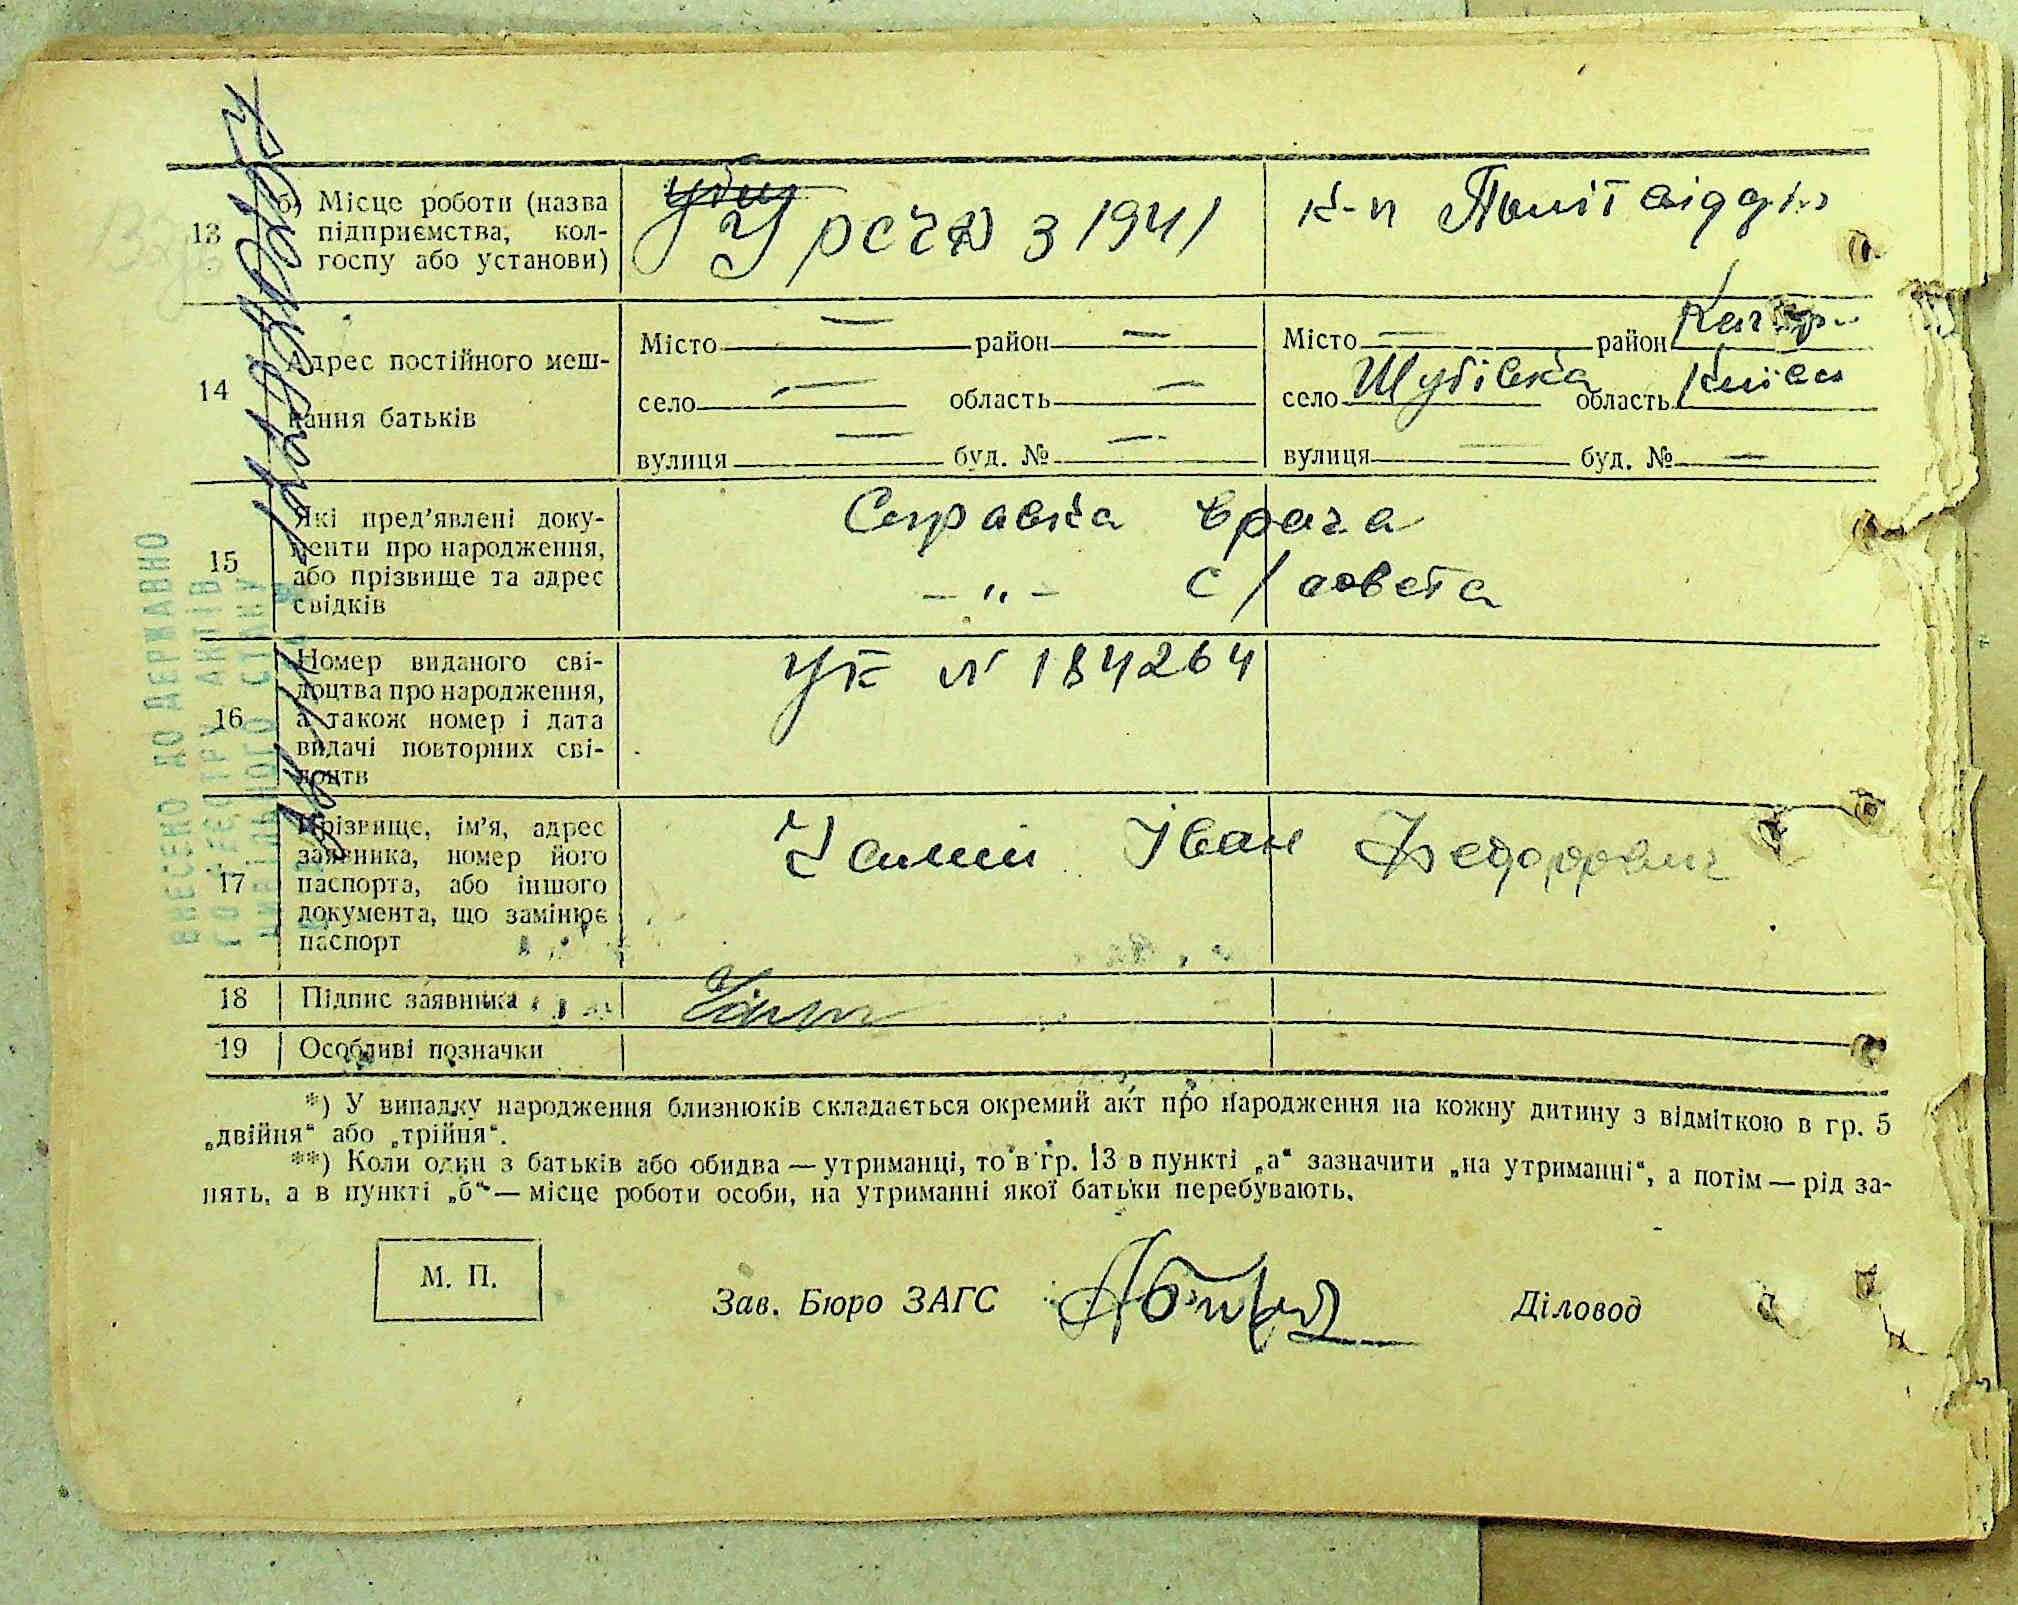 13
б) Місце роботи (назва
підприємства, кол-
госпу або установи)
У РСЧА з 1941
к-п Політвідділ
14
Адрес постійного меш-
кання батьків
Місто — район —
село — область —
вулиця — буд. № —
Місто — район
село Шубівка область Київськ
вулиця — буд. № —
15
Які пред’явлені доку-
менти про народження,
або прізвище та адрес
свідків
Справка врача
— „ — с/совета
16
Номер виданого сві-
доцтва про народження,
а також номер і дата
видачі повторних сві-
доцтв
УК № 184264
17
Прізвище, ім’я, адрес
заявника, номер його
паспорта, або іншого
документа, що замінює
паспорт
Іван Федорович
18 Підпис заявника
19 Особливі позначки
*) У випадку народження близнюків складається окремий акт про народження на кожну дитину з відміткою в гр. 5
„двійня“ або „трійня“.
**) Коли один з батьків або обидва — утриманці, то в гр. 13 в пункті „а“ зазначити „на утриманні“, а потім — рід за-
нять, а в пункті „б“ — місце роботи особи, на утриманні якої батьки перебувають.
М. П.
Зав. Бюро ЗАГС
Діловод
ВНЕСЕНО ДО ДЕРЖАВНО
ГО РЕЄСТРУ АКТІВ
ЦИВІЛЬНОГО СТАНУ